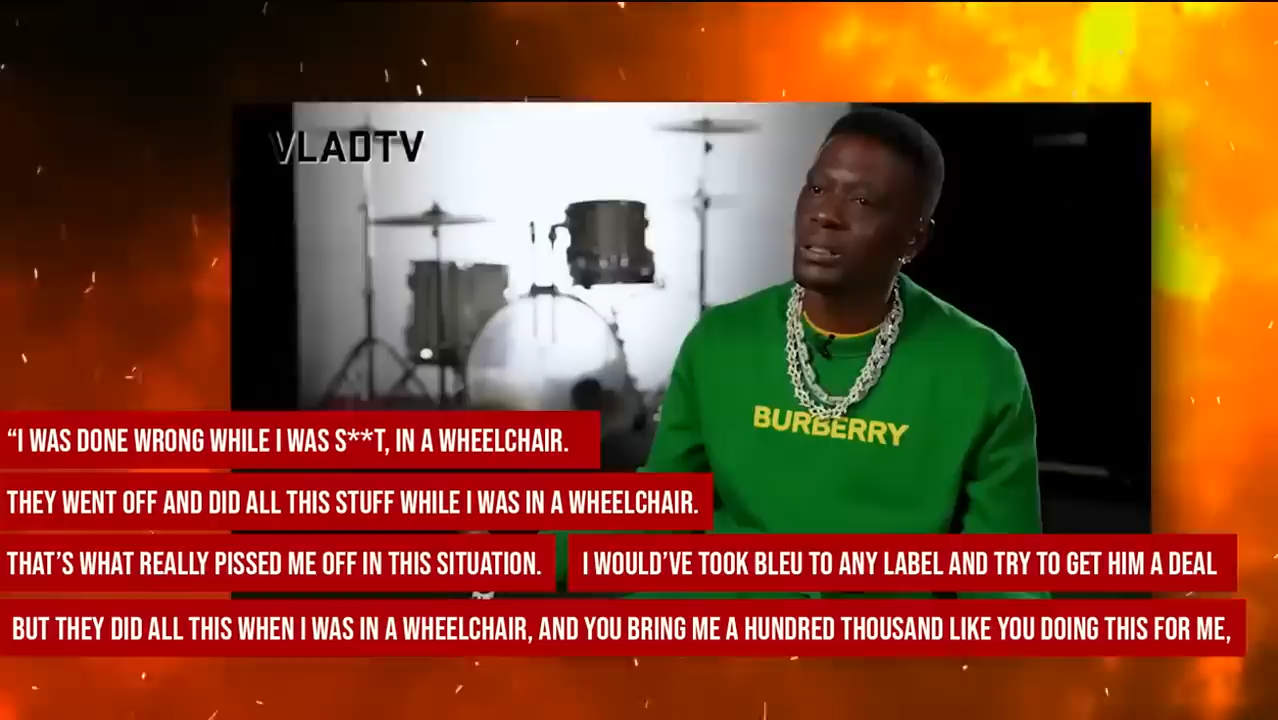 VLADTV
BURBERRY
“I WAS DONE WRONG WHILE I WAS S**T, IN A WHEELCHAIR.
THEY WENT OFF AND DID ALL THIS STUFF WHILE I WAS IN A WHEELCHAIR.
THAT’S WHAT REALLY PISSED ME OFF IN THIS SITUATION. I WOULD’VE TOOK BLEU TO ANY LABEL AND TRY TO GET HIM A DEAL
BUT THEY DID ALL THIS WHEN I WAS IN A WHEELCHAIR, AND YOU BRING ME A HUNDRED THOUSAND LIKE YOU DOING THIS FOR ME,